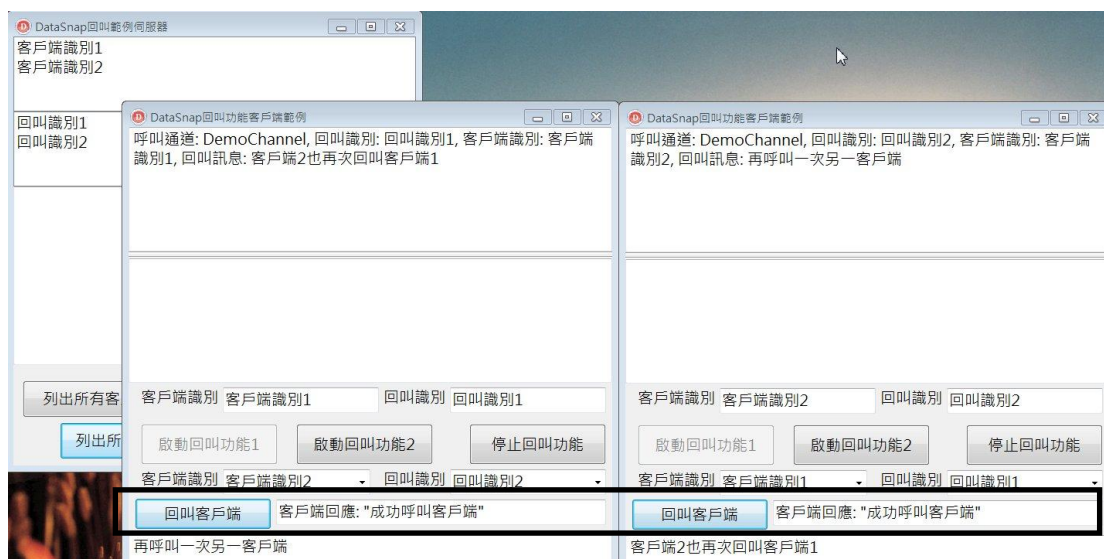 DataSnap回叫範例伺服器
客戶端識別1
客戶端識別2
回叫識別1
回叫識別2
列出所有客
列出所
DataSnap回叫功能客戶端範例
呼叫通道: DemoChannel, 回叫識別: 回叫識別1, 客戶端識別: 客戶端
識別1, 回叫訊息: 客戶端2也再次回叫客戶端1
客戶端識別 客戶端識別1 回叫識別 回叫識別1
啟動回叫功能1 啟動回叫功能2 停止回叫功能
客戶端識別 客戶端識別2 回叫識別 回叫識別2
回叫客戶端 客戶端回應: "成功呼叫客戶端"
再呼叫一次另一客戶端
DataSnap回叫功能客戶端範例
呼叫通道: DemoChannel, 回叫識別: 回叫識別2, 客戶端識別: 客戶端
識別2, 回叫訊息: 再呼叫一次另一客戶端
客戶端識別 客戶端識別2 回叫識別 回叫識別2
啟動回叫功能1 啟動回叫功能2 停止回叫功能
客戶端識別 客戶端識別1 回叫識別 回叫識別1
回叫客戶端 客戶端回應: "成功呼叫客戶端"
客戶端2也再次回叫客戶端1